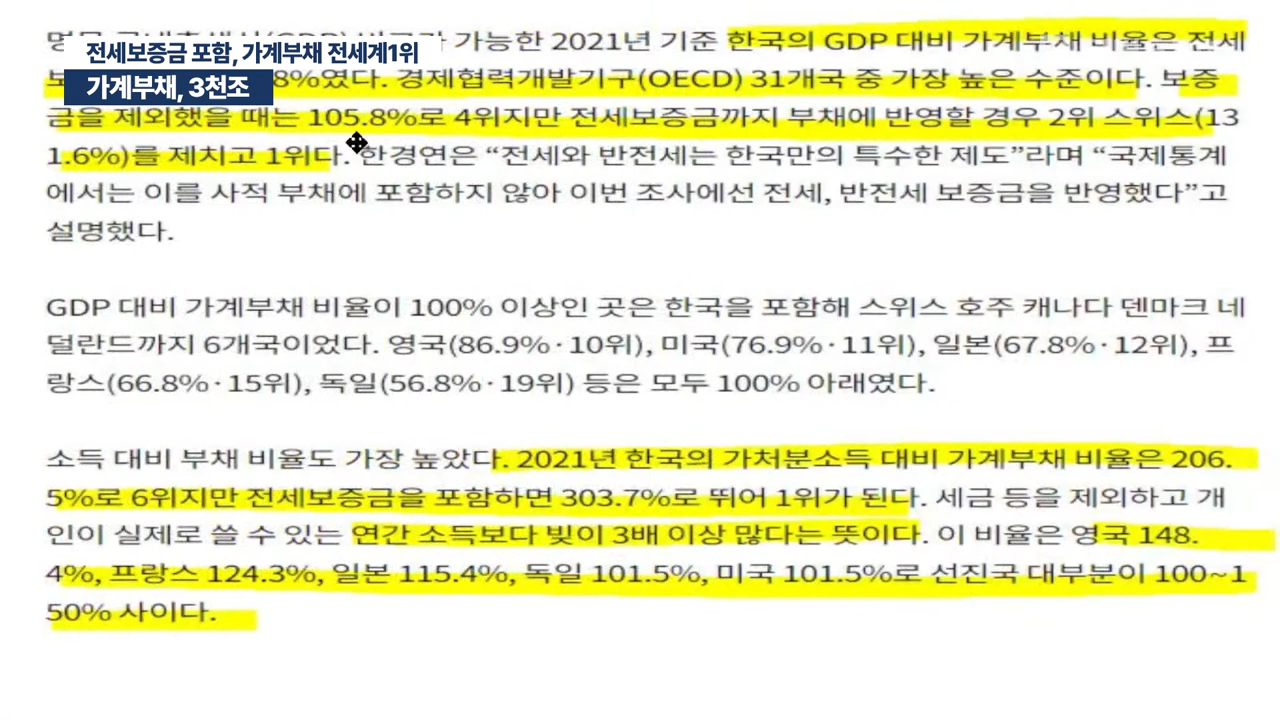 전세보증금 포함, 가계부채 전세계1위
가계부채, 3천조
가능한 2021년 기준 한국의 GDP 대비 가계부채 비율은 전세
8%였다. 경제협력개발기구(OECD) 31개국 중 가장 높은 수준이다. 보증
금을 제외했을 때는 105.8%로 4위지만 전세보증금까지 부채에 반영할 경우 2위 스위스(13
1.6%)를 제치고 1위다. 한경연은 “전세와 반전세는 한국만의 특수한 제도”라며 “국제통계
에서는 이를 사적 부채에 포함하지 않아 이번 조사에선 전세, 반전세 보증금을 반영했다”고
설명했다.
GDP 대비 가계부채 비율이 100% 이상인 곳은 한국을 포함해 스위스 호주 캐나다 덴마크 네
덜란드까지 6개국이었다. 영국(86.9%·10위), 미국(76.9%·11위), 일본(67.8%·12위), 프
랑스(66.8%·15위), 독일(56.8%·19위) 등은 모두 100% 아래였다.
소득 대비 부채 비율도 가장 높았다. 2021년 한국의 가처분소득 대비 가계부채 비율은 206.
5%로 6위지만 전세보증금을 포함하면 303.7%로 뛰어 1위가 된다. 세금 등을 제외하고 개
인이 실제로 쓸 수 있는 연간 소득보다 빚이 3배 이상 많다는 뜻이다. 이 비율은 영국 148.
4%, 프랑스 124.3%, 일본 115.4%, 독일 101.5%, 미국 101.5%로 선진국 대부분이 100~1
50% 사이다.